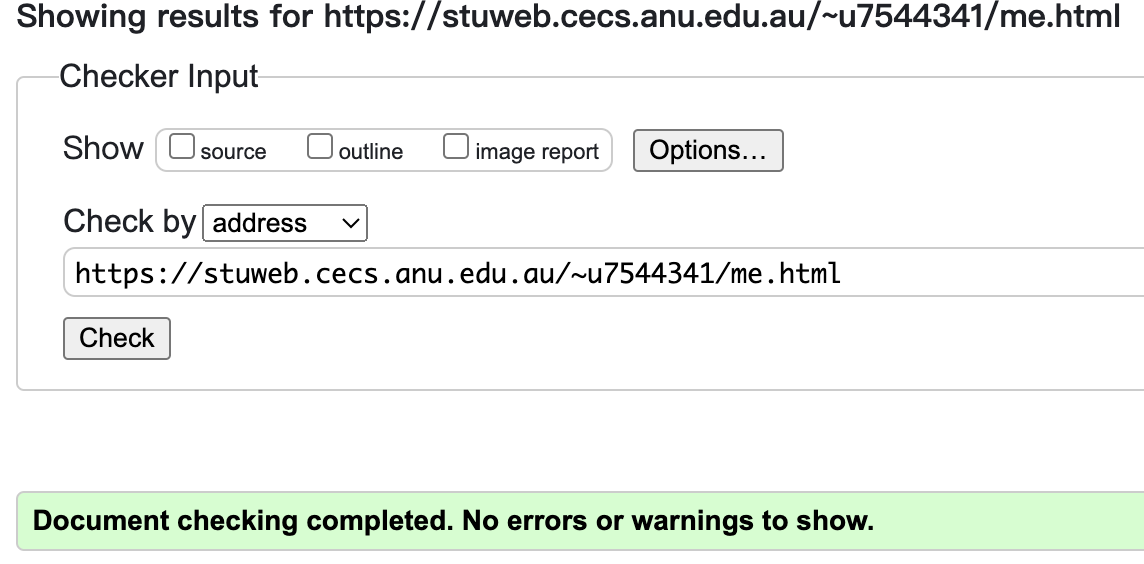 Showing results for https://stuweb.cecs.anu.edu.au/~u7544341/me.html
Checker Input
Show source outline image report Options...
Check by address
https://stuweb.cecs.anu.edu.au/~u7544341/me.html
Check
Document checking completed. No errors or warnings to show.